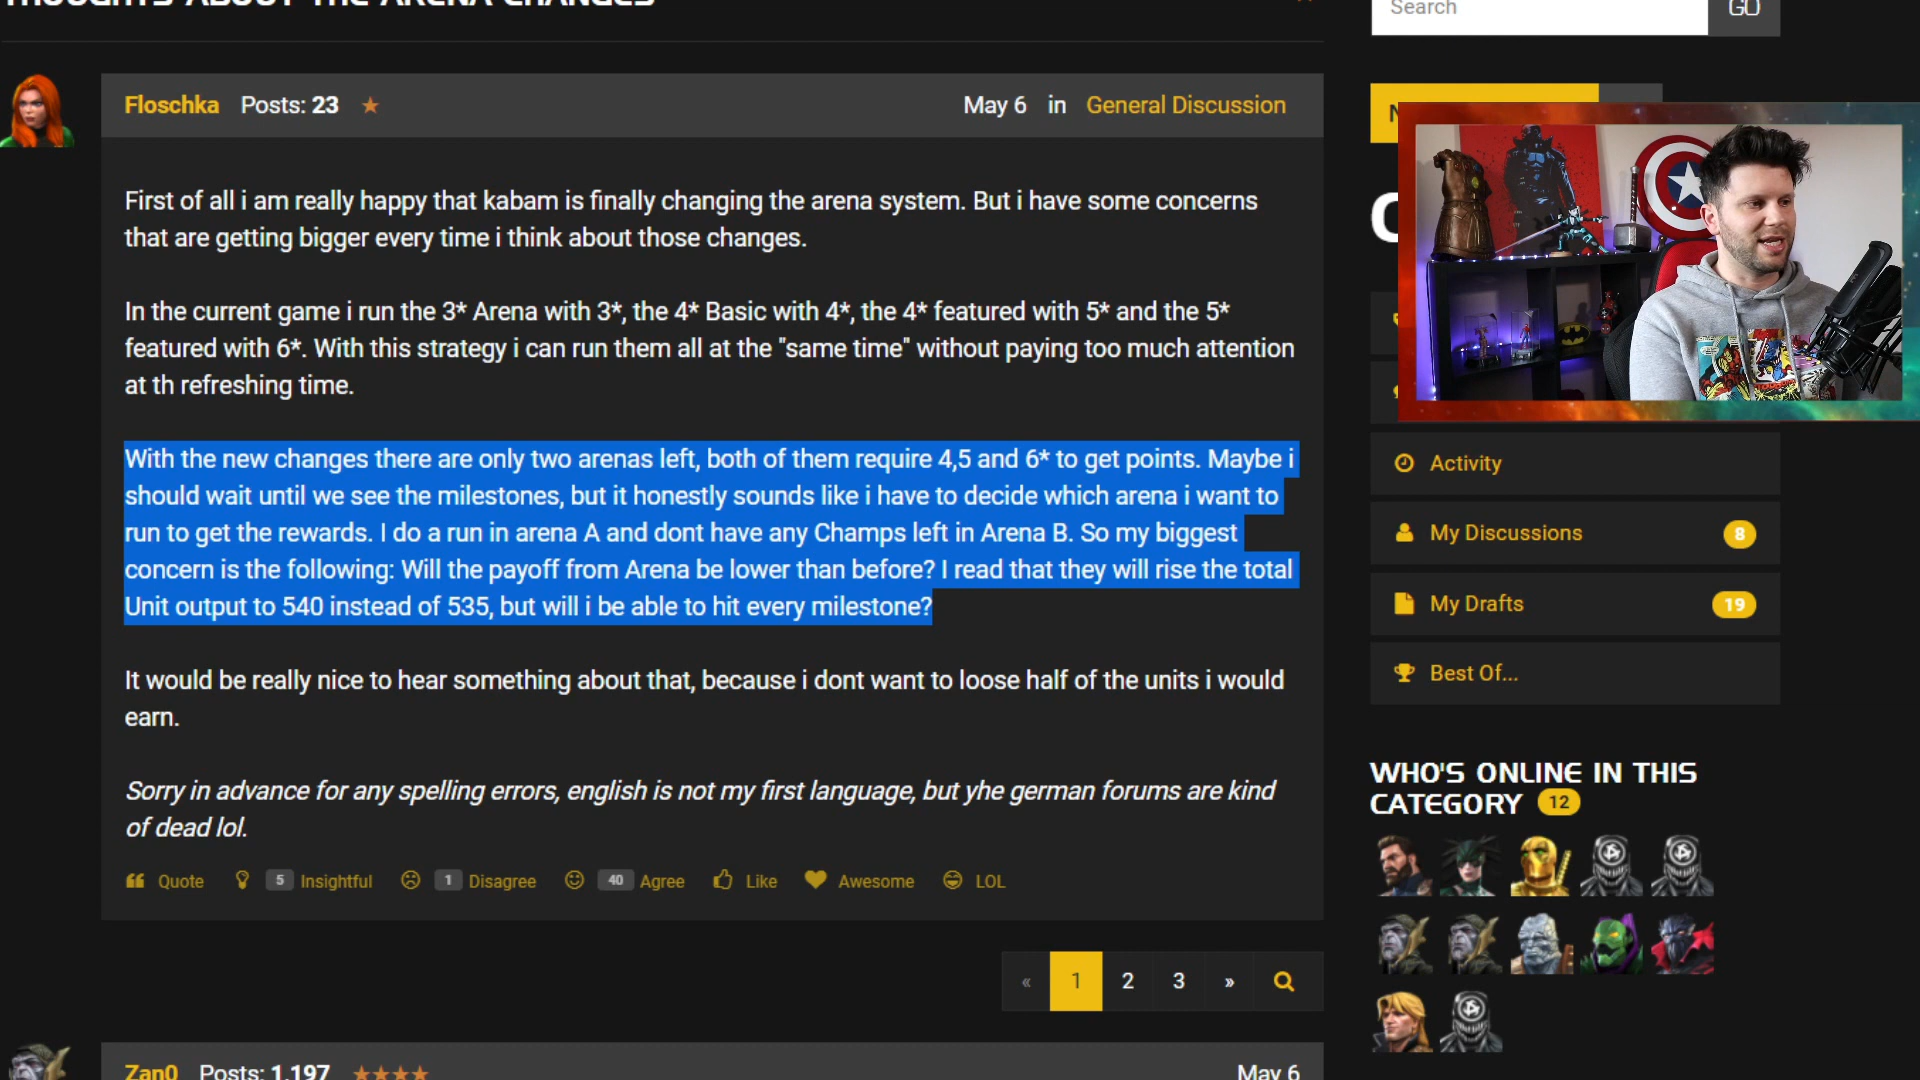 THOUGHTS ABOUT THE ARENA CHANGES
Search
GO
Floschka Posts: 23
May 6 in General Discussion
First of all i am really happy that kabam is finally changing the arena system. But i have some concerns
that are getting bigger every time i think about those changes.
In the current game i run the 3* Arena with 3*, the 4* Basic with 4*, the 4* featured with 5* and the 5*
featured with 6*. With this strategy i can run them all at the "same time" without paying too much attention
at th refreshing time.
With the new changes there are only two arenas left, both of them require 4,5 and 6* to get points. Maybe i
should wait until we see the milestones, but it honestly sounds like i have to decide which arena i want to
run to get the rewards. I do a run in arena A and dont have any Champs left in Arena B. So my biggest
concern is the following: Will the payoff from Arena be lower than before? I read that they will rise the total
Unit output to 540 instead of 535, but will i be able to hit every milestone?
It would be really nice to hear something about that, because i dont want to loose half of the units i would
earn.
Sorry in advance for any spelling errors, english is not my first language, but yhe german forums are kind
of dead lol.
Quote 5 Insightful 1 Disagree 40 Agree Like Awesome LOL
« 1 2 3 »
Zan0 Posts: 1,197
May 6
Activity
My Discussions 8
My Drafts 19
Best Of...
WHO'S ONLINE IN THIS
CATEGORY 12